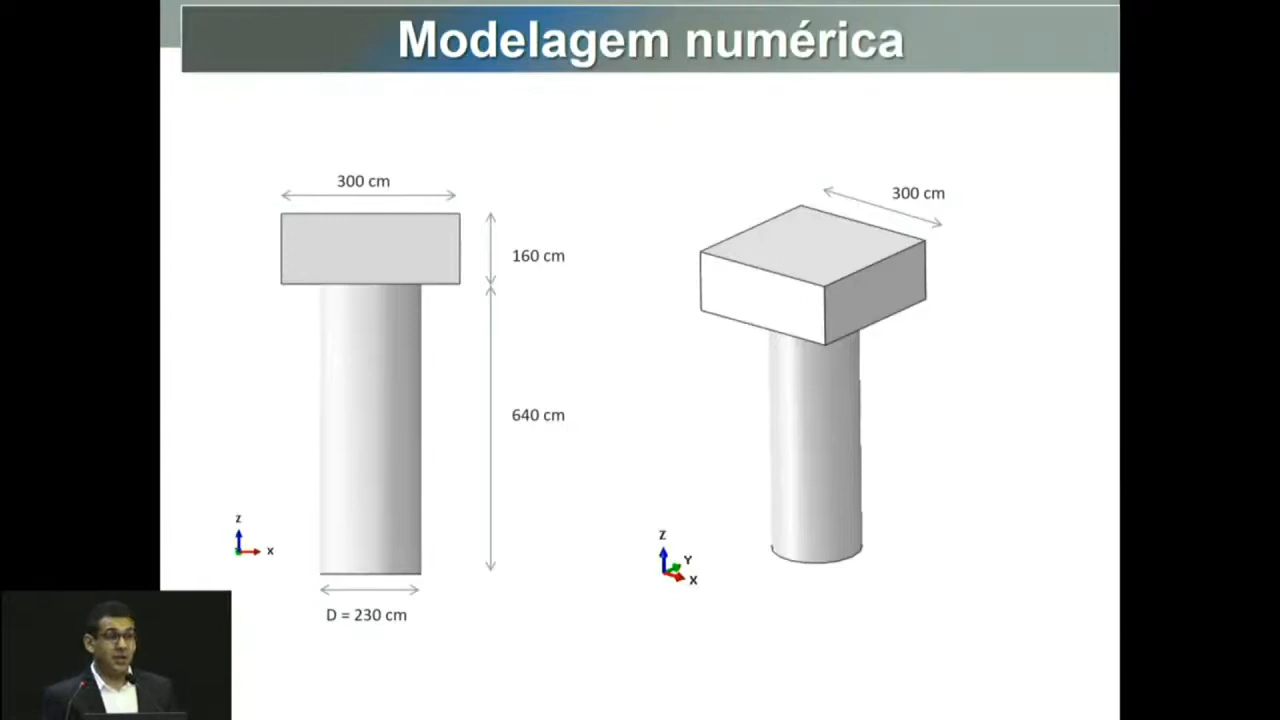 Modelagem numérica
300 cm
160 cm
640 cm
D = 230 cm
Z
X
300 cm
Z
Y
X